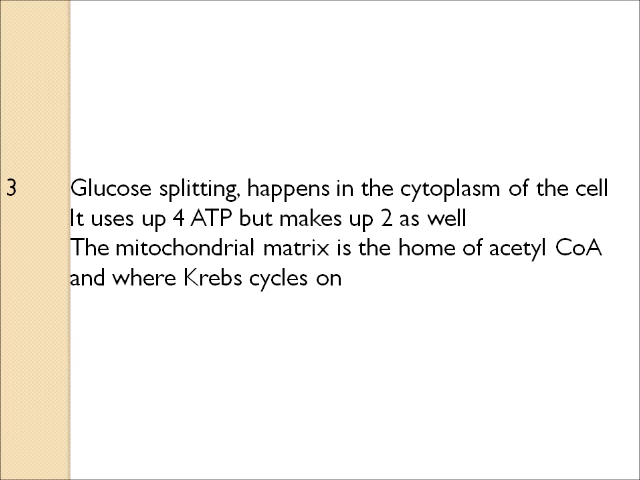 3 Glucose splitting, happens in the cytoplasm of the cell
It uses up 4 ATP but makes up 2 as well
The mitochondrial matrix is the home of acetyl CoA
and where Krebs cycles on